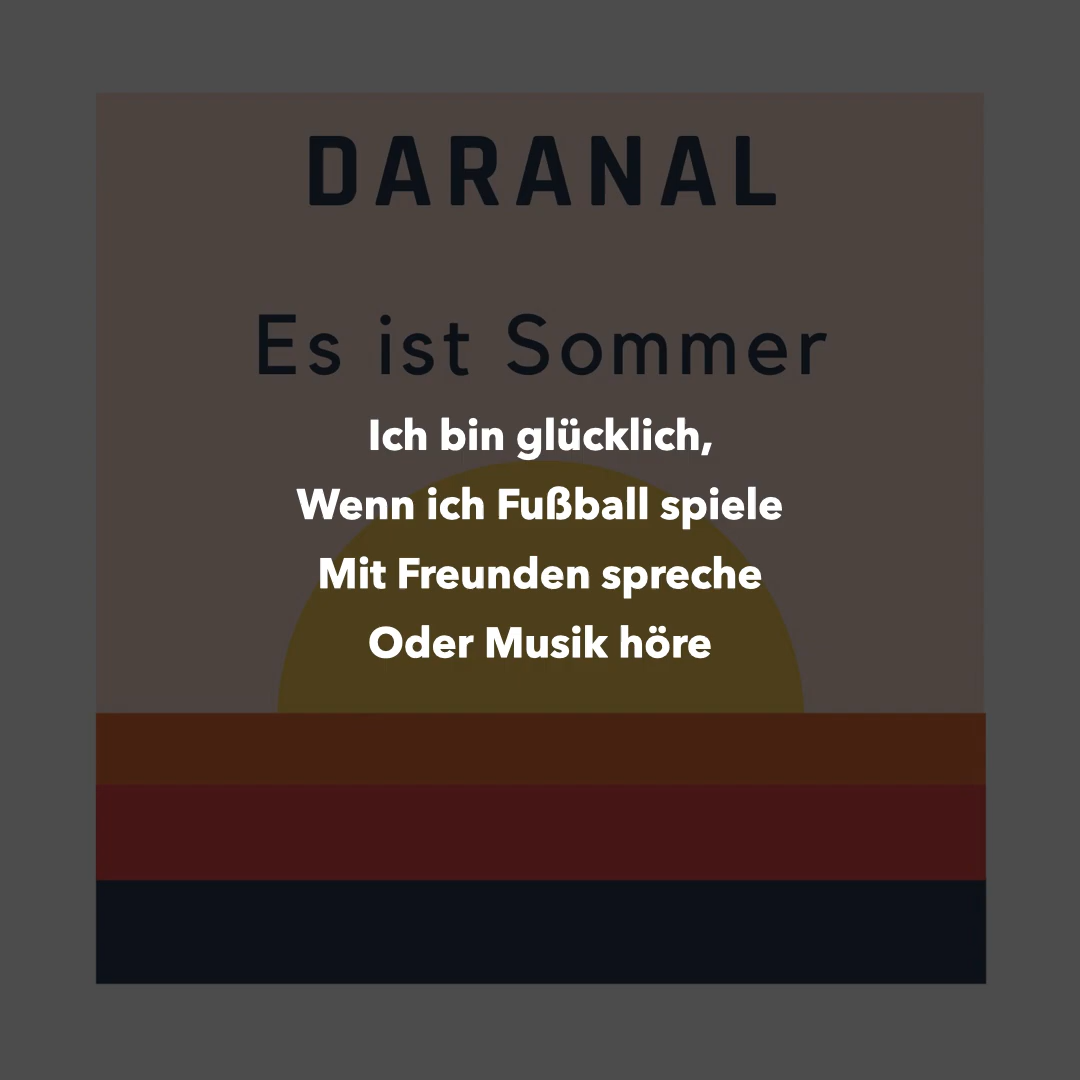 DARANAL
Es ist Sommer
Ich bin glücklich,
Wenn ich Fußball spiele
Mit Freunden spreche
Oder Musik höre